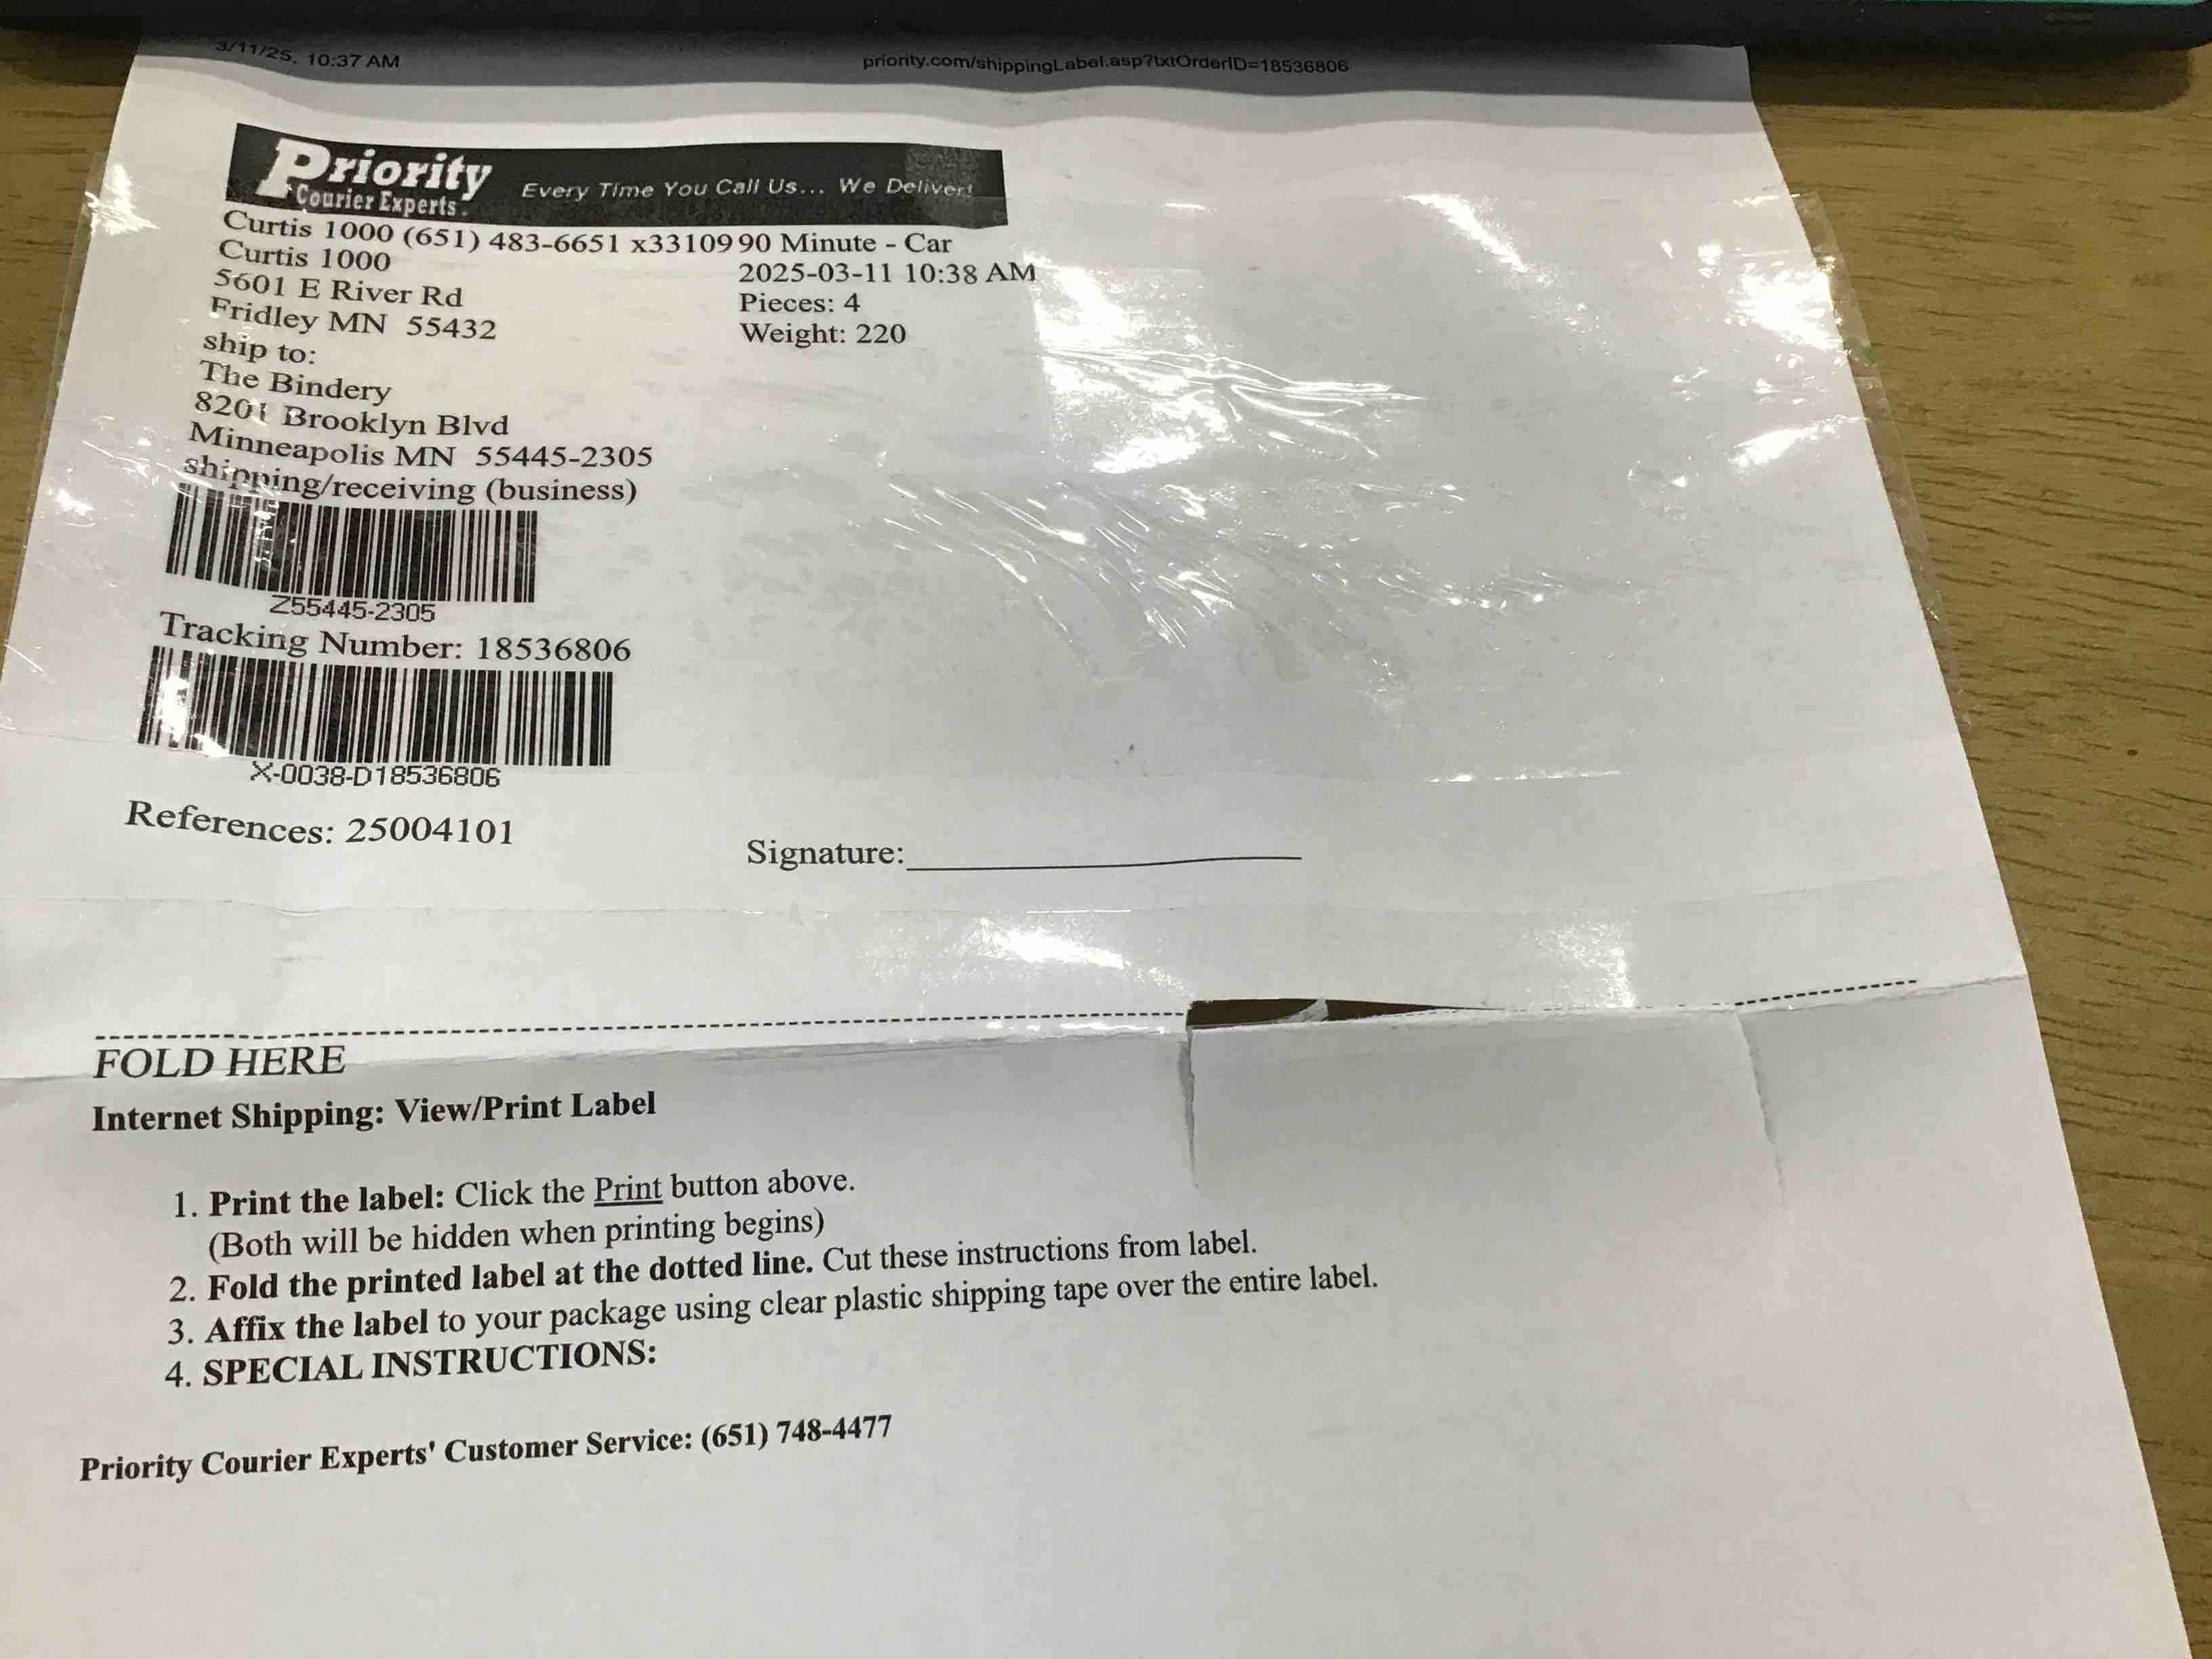 3/11/25, 10:37 AM
priority.com/shippingLabel.asp?txtOrderID=18536806
Priority
Courier Experts.
Every Time You Call Us... We Deliver!
Curtis 1000 (651) 483-6651 x331099 0 Minute - Car
Curtis 1000
2025-03-11 10:38 AM
5601 E River Rd
Pieces: 4
Fridley MN 55432
Weight: 220
ship to:
The Bindery
8201 Brooklyn Blvd
Minneapolis MN 55445-2305
shipping/receiving (business)
Z55445-2305
Tracking Number: 18536806
X-0038-D18536806
References: 25004101
Signature:
FOLD HERE
Internet Shipping: View/Print Label
1. Print the label: Click the Print button above.
(Both will be hidden when printing begins)
2. Fold the printed label at the dotted line. Cut these instructions from label.
3. Affix the label to your package using clear plastic shipping tape over the entire label.
4. SPECIAL INSTRUCTIONS:
Priority Courier Experts' Customer Service: (651) 748-4477